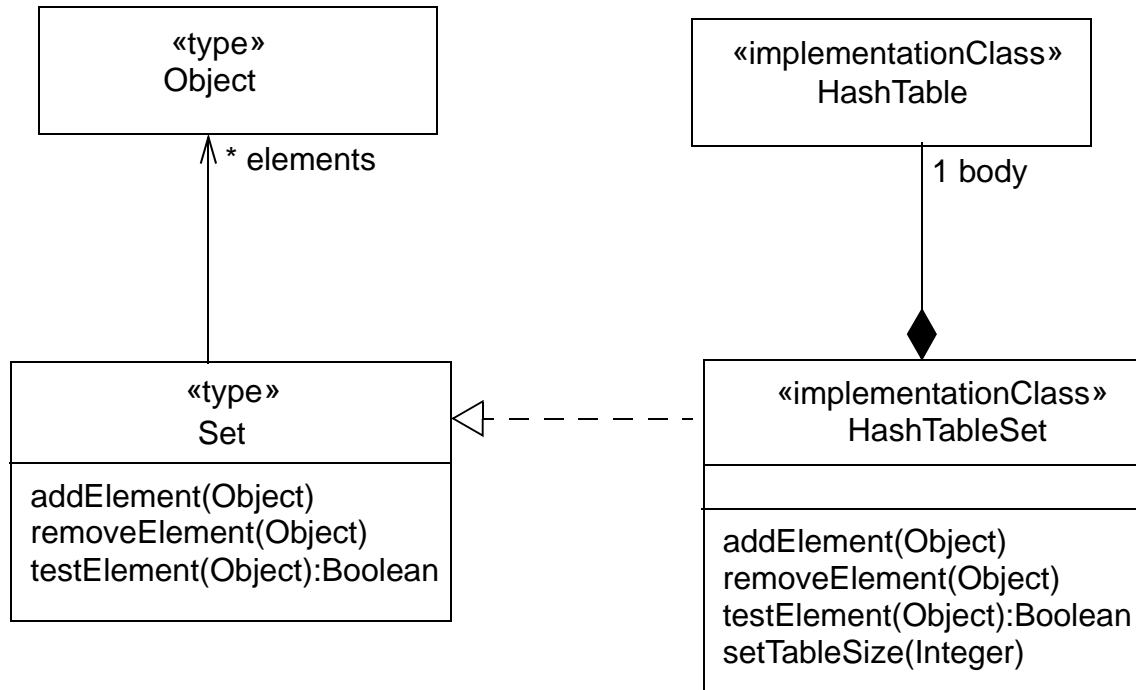 «type»
Object
* elements
«implementationClass»
HashTable
1 body
«type»
Set
addElement(Object)
removeElement(Object)
testElement(Object):Boolean
«implementationClass»
HashTableSet
addElement(Object)
removeElement(Object)
testElement(Object):Boolean
setTableSize(Integer)